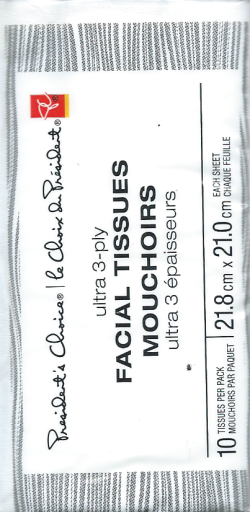 President's Choice® | le Choix du Président®
ultra 3-ply
FACIAL TISSUES
MOUCHOIRS
ultra 3 épaisseurs
10 TISSUES PER PACK
MOUCHOIRS PAR PAQUET
21.8 cm x 21.0 cm EACH SHEET
CHAQUE FEUILLE